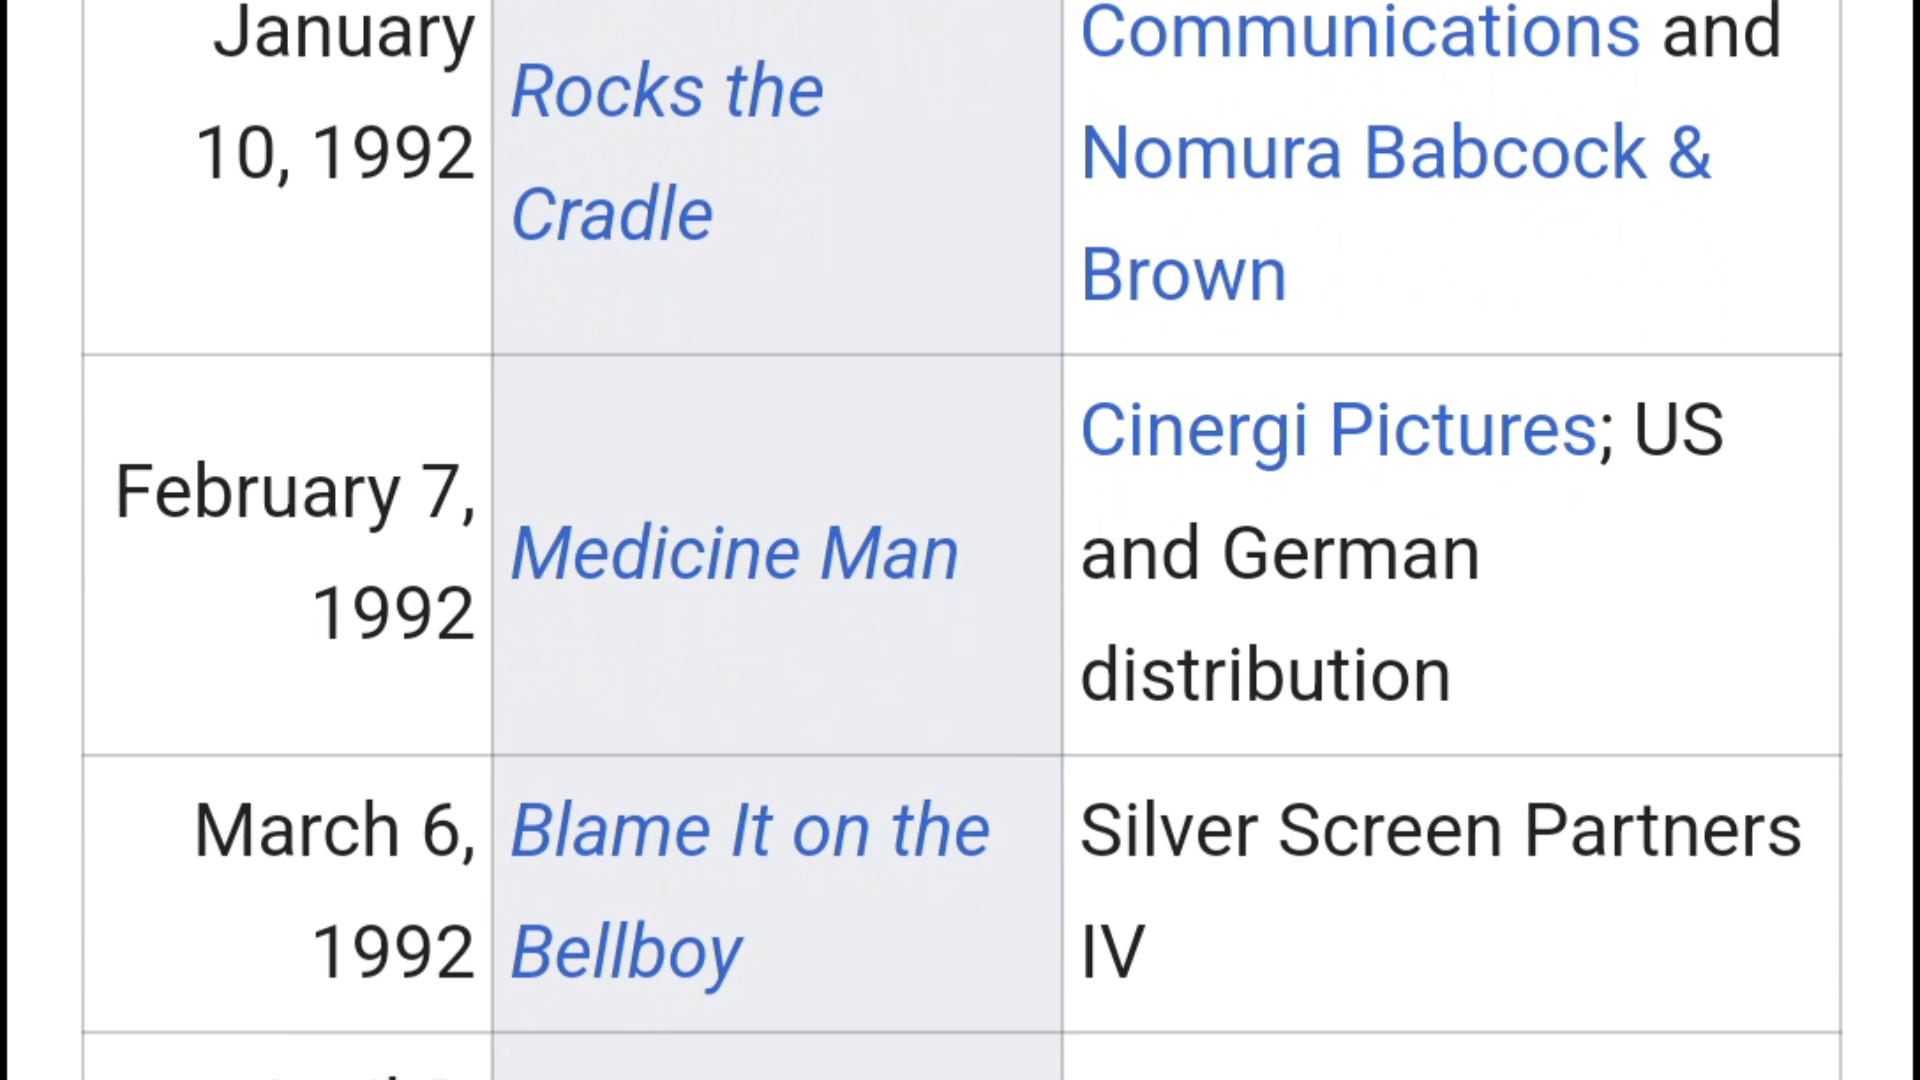 January
10, 1992
Rocks the
Cradle
Communications and
Nomura Babcock &
Brown
February 7,
1992
Medicine Man
Cinergi Pictures; US
and German
distribution
March 6,
1992
Blame It on the
Bellboy
Silver Screen Partners
IV